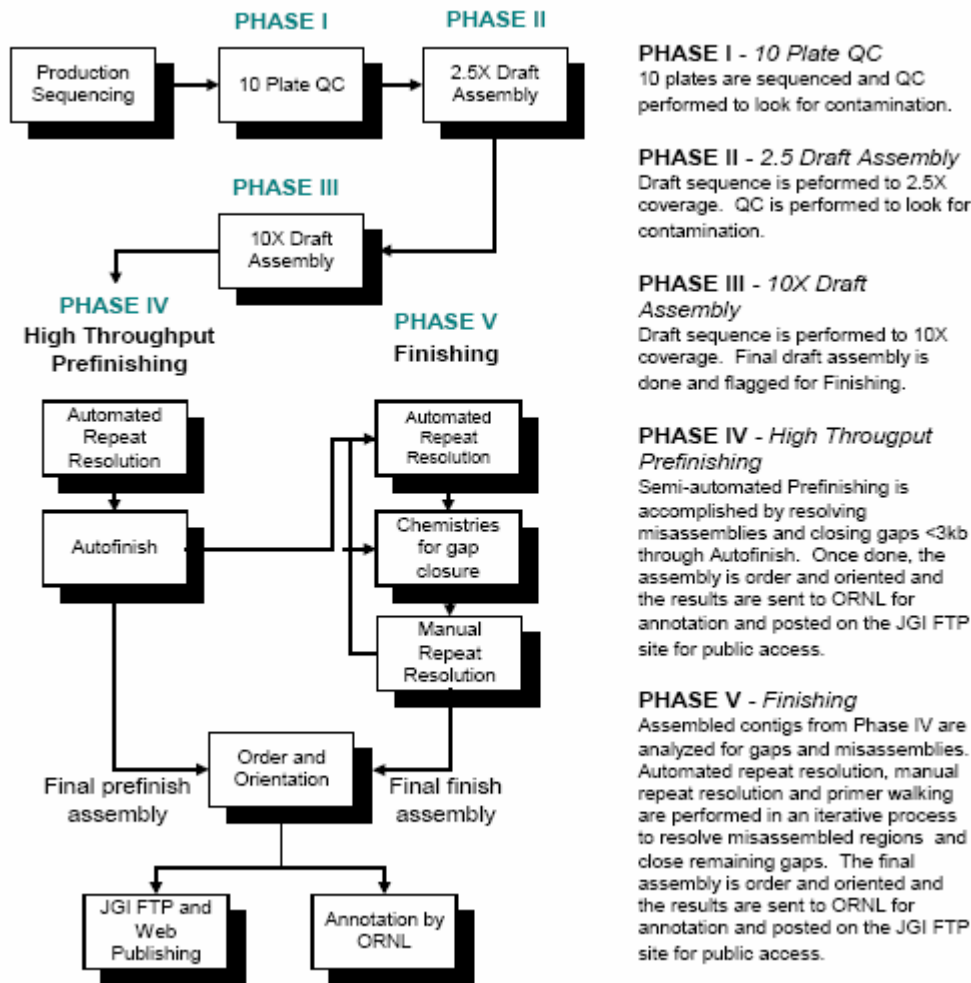 PHASE I
PHASE II
Production
Sequencing
10 Plate QC
2.5X Draft
Assembly
PHASE III
10X Draft
Assembly
PHASE IV
High Throughput
Prefinishing
PHASE V
Finishing
Automated
Repeat
Resolution
Autofinish
Automated
Repeat
Resolution
Chemistries
for gap
closure
Manual
Repeat
Resolution
Order and
Orientation
Final prefinish
assembly
Final finish
assembly
JGI FTP and
Web
Publishing
Annotation by
ORNL
PHASE I - 10 Plate QC
10 plates are sequenced and QC
performed to look for contamination.
PHASE II - 2.5 Draft Assembly
Draft sequence is peformed to 2.5X
coverage. QC is performed to look for
contamination.
PHASE III - 10X Draft
Assembly
Draft sequence is performed to 10X
coverage. Final draft assembly is
done and flagged for Finishing.
PHASE IV - High Througput
Prefinishing
Semi-automated Prefinishing is
accomplished by resolving
misassemblies and closing gaps <3kb
through Autofinish. Once done, the
assembly is order and oriented and
the results are sent to ORNL for
annotation and posted on the JGI FTP
site for public access.
PHASE V - Finishing
Assembled contigs from Phase IV are
analyzed for gaps and misassemblies.
Automated repeat resolution, manual
repeat resolution and primer walking
are performed in an iterative process
to resolve misassembled regions and
close remaining gaps. The final
assembly is order and oriented and
the results are sent to ORNL for
annotation and posted on the JGI FTP
site for public access.